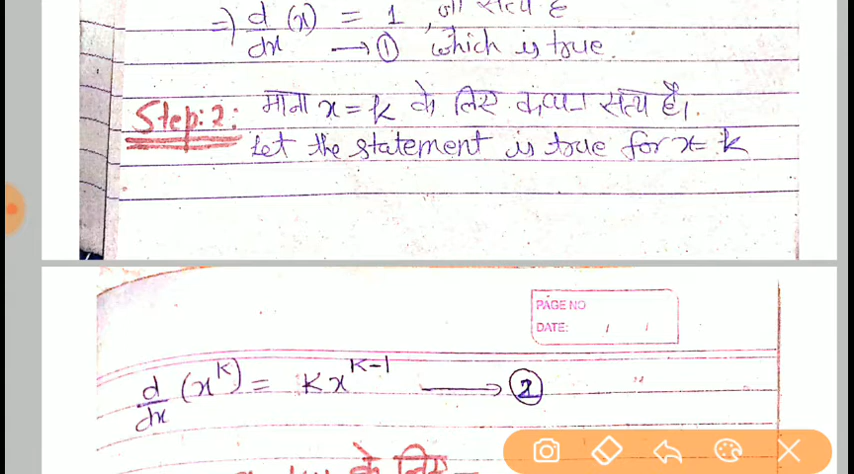 ⇒ d/dx (x) = 1 , जो सत्य है
→ ① which is true.
Step:2: माना x = k के लिए कथन सत्य है।
Let the statement is true for x = k
PAGE NO
DATE: / /
d/dx (x^k) = Kx^{K-1} → ②
के लिए